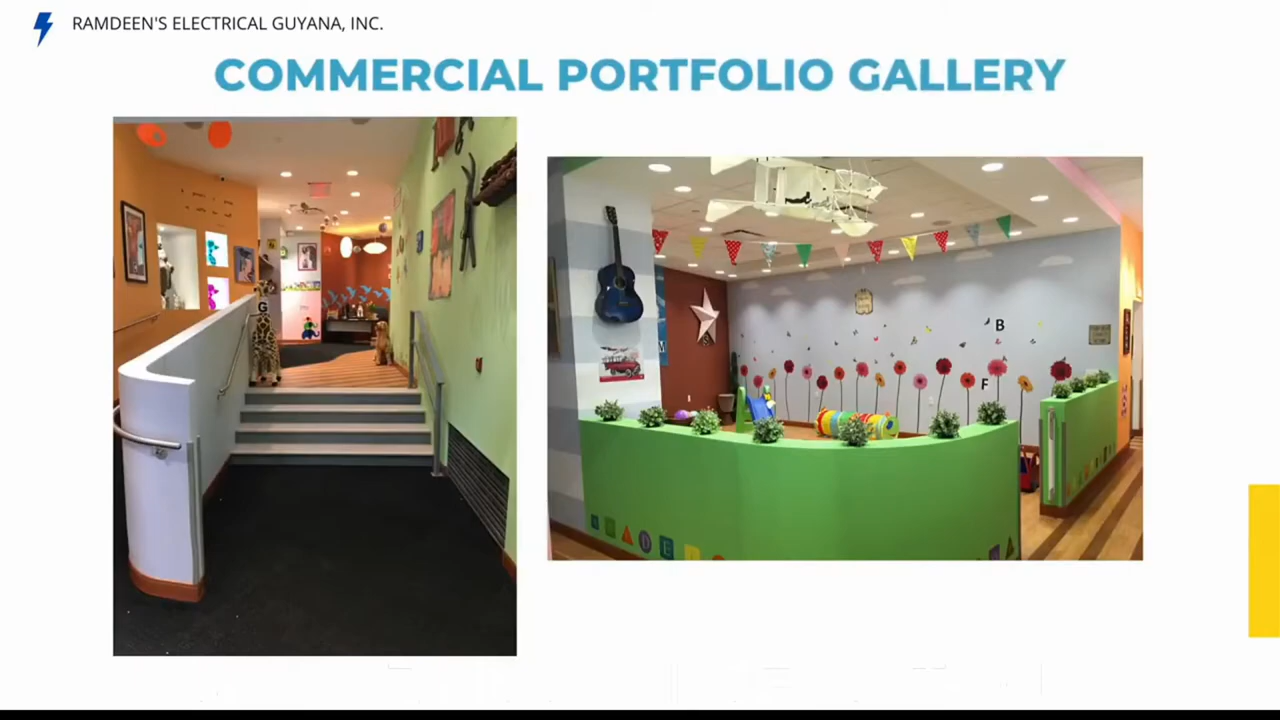 RAMDEEN'S ELECTRICAL GUYANA, INC.
COMMERCIAL PORTFOLIO GALLERY
G
B
F
M